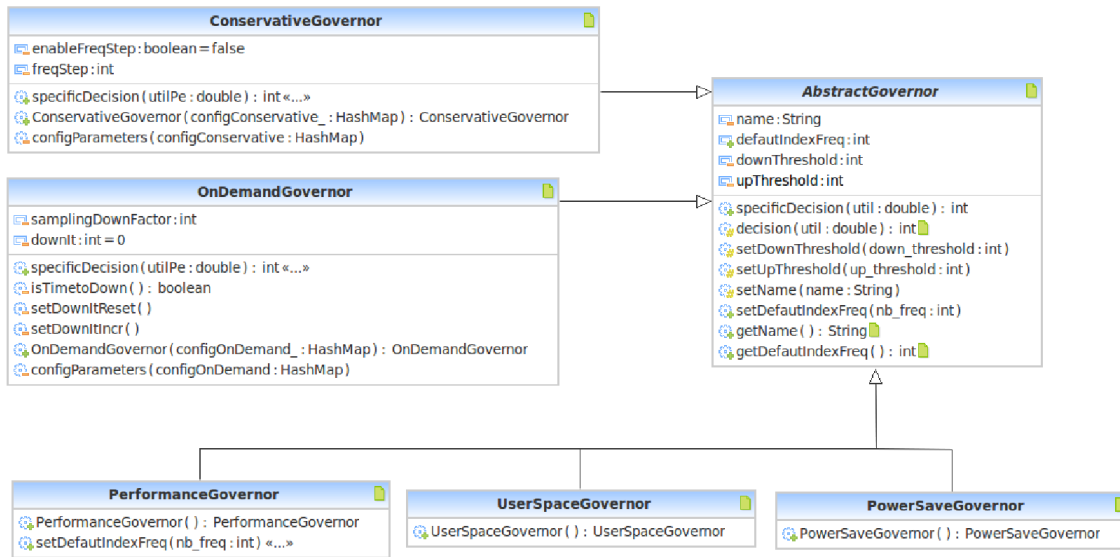 ConservativeGovernor
enableFreqStep:boolean=false
freqStep:int
specificDecision(utilPe:double): int«...»
ConservativeGovernor(configConservative_:HashMap): ConservativeGovernor
configParameters(configConservative:HashMap)
OnDemandGovernor
samplingDownFactor:int
downIt:int=0
specificDecision(utilPe:double): int«...»
isTimetoDown(): boolean
setDownItReset()
setDownItIncr()
OnDemandGovernor(configOnDemand_:HashMap): OnDemandGovernor
configParameters(configOnDemand:HashMap)
AbstractGovernor
name:String
defautIndexFreq:int
downThreshold:int
upThreshold:int
specificDecision(util:double): int
decision(util:double): int
setDownThreshold(down_threshold:int)
setUpThreshold(up_threshold:int)
setName(name:String)
setDefautIndexFreq(nb_freq:int)
getName(): String
getDefautIndexFreq(): int
PerformanceGovernor
PerformanceGovernor(): PerformanceGovernor
setDefautIndexFreq(nb_freq:int) «...»
UserSpaceGovernor
UserSpaceGovernor(): UserSpaceGovernor
PowerSaveGovernor
PowerSaveGovernor(): PowerSaveGovernor